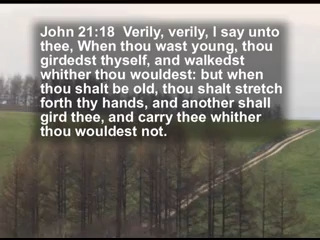 John 21:18  Verily, verily, I say unto
thee, When thou wast young, thou
girdedst thyself, and walkedst
whither thou wouldest: but when
thou shalt be old, thou shalt stretch
forth thy hands, and another shall
gird thee, and carry thee whither
thou wouldest not.